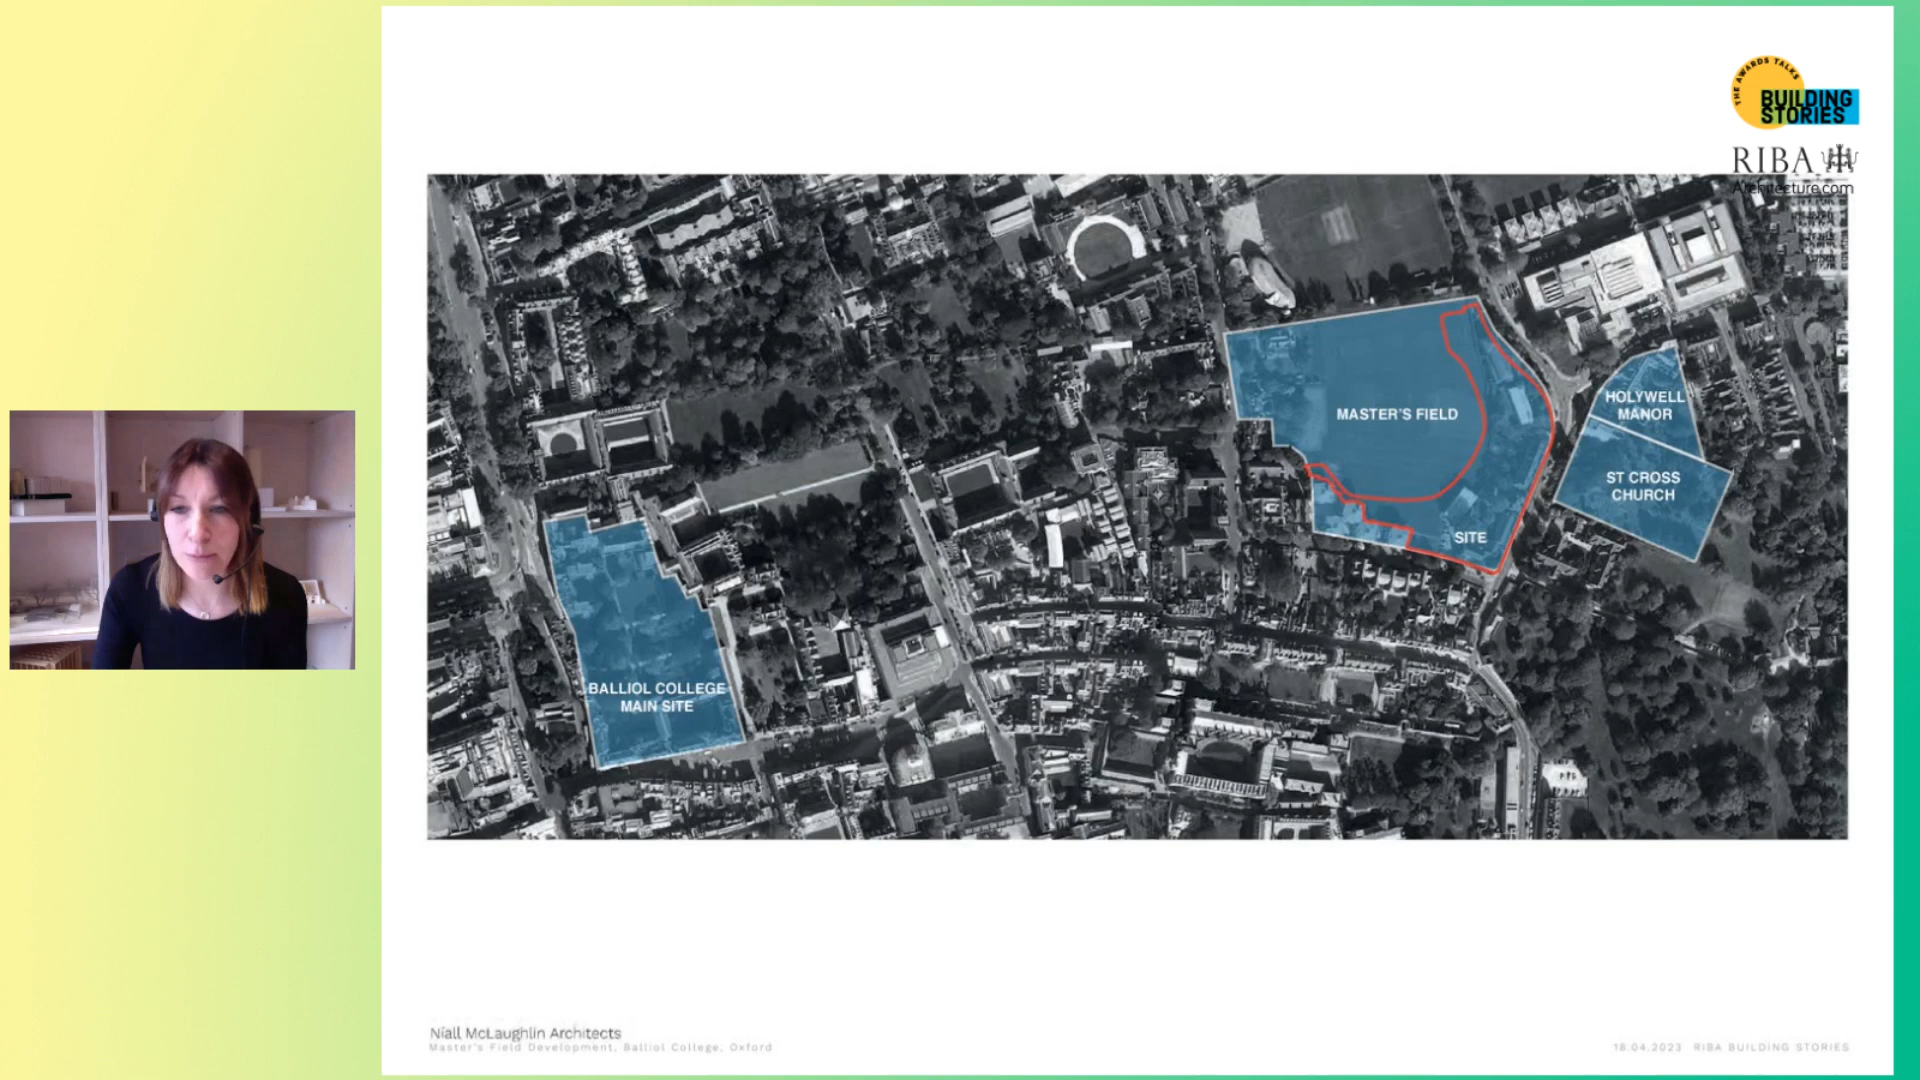 THE AWARDS TALKS
BUILDING
STORIES
RIBA
Architecture.com
MASTER'S FIELD
HOLYWELL
MANOR
ST CROSS
CHURCH
SITE
BALLIOL COLLEGE
MAIN SITE
Níall McLaughlin Architects
Master's Field Development, Balliol College, Oxford
18.04.2023 RIBA BUILDING STORIES